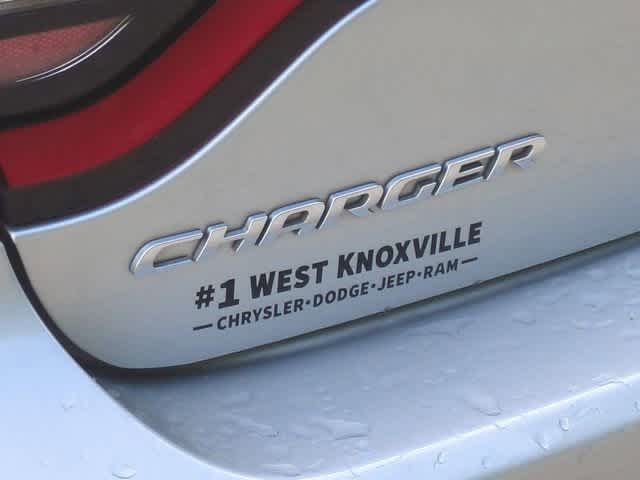 CHARGER
#1 WEST KNOXVILLE
—CHRYSLER•DODGE•JEEP•RAM—